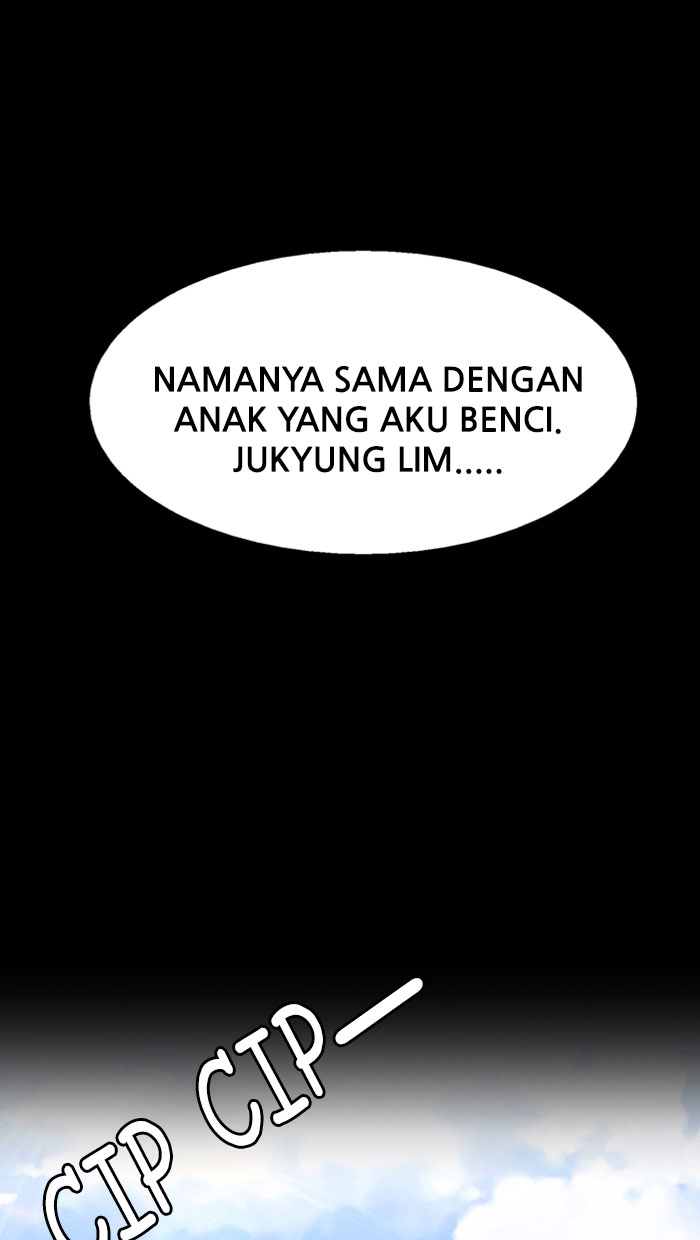 NAMANYA SAMA DENGAN
ANAK YANG AKU BENCI.
JUKYUNG LIM.....
CIP CIP—